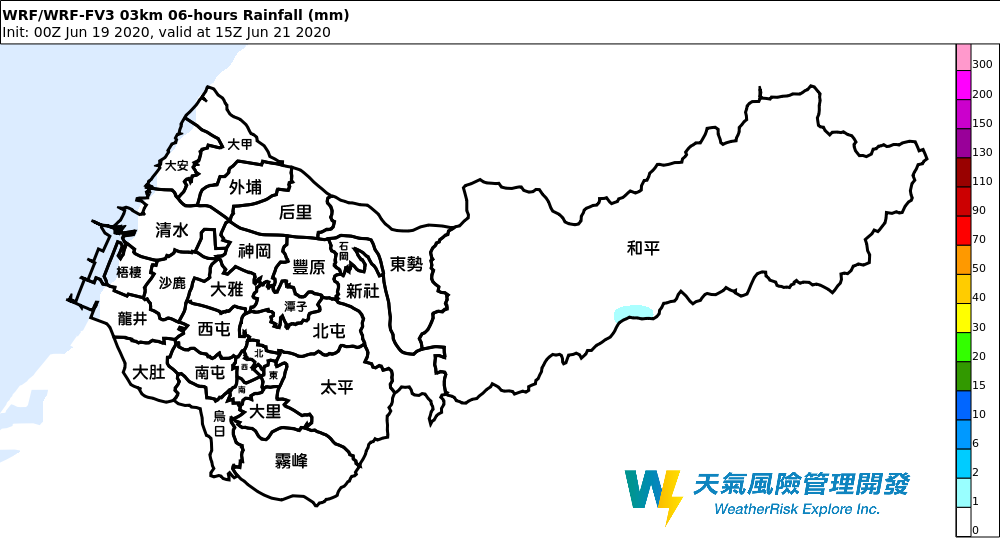 WRF/WRF-FV3 03km 06-hours Rainfall (mm)
Init: 00Z Jun 19 2020, valid at 15Z Jun 21 2020
300
200
150
130
110
90
70
50
40
30
20
15
10
6
2
1
0
大甲
大安
外埔
后里
清水
神岡
石岡
和平
豐原
東勢
梧棲
沙鹿
大雅
新社
潭子
龍井
西屯
北屯
北
大肚
南屯
西
東
太平
南
大里
烏日
霧峰
天氣風險管理開發
WeatherRisk Explore Inc.